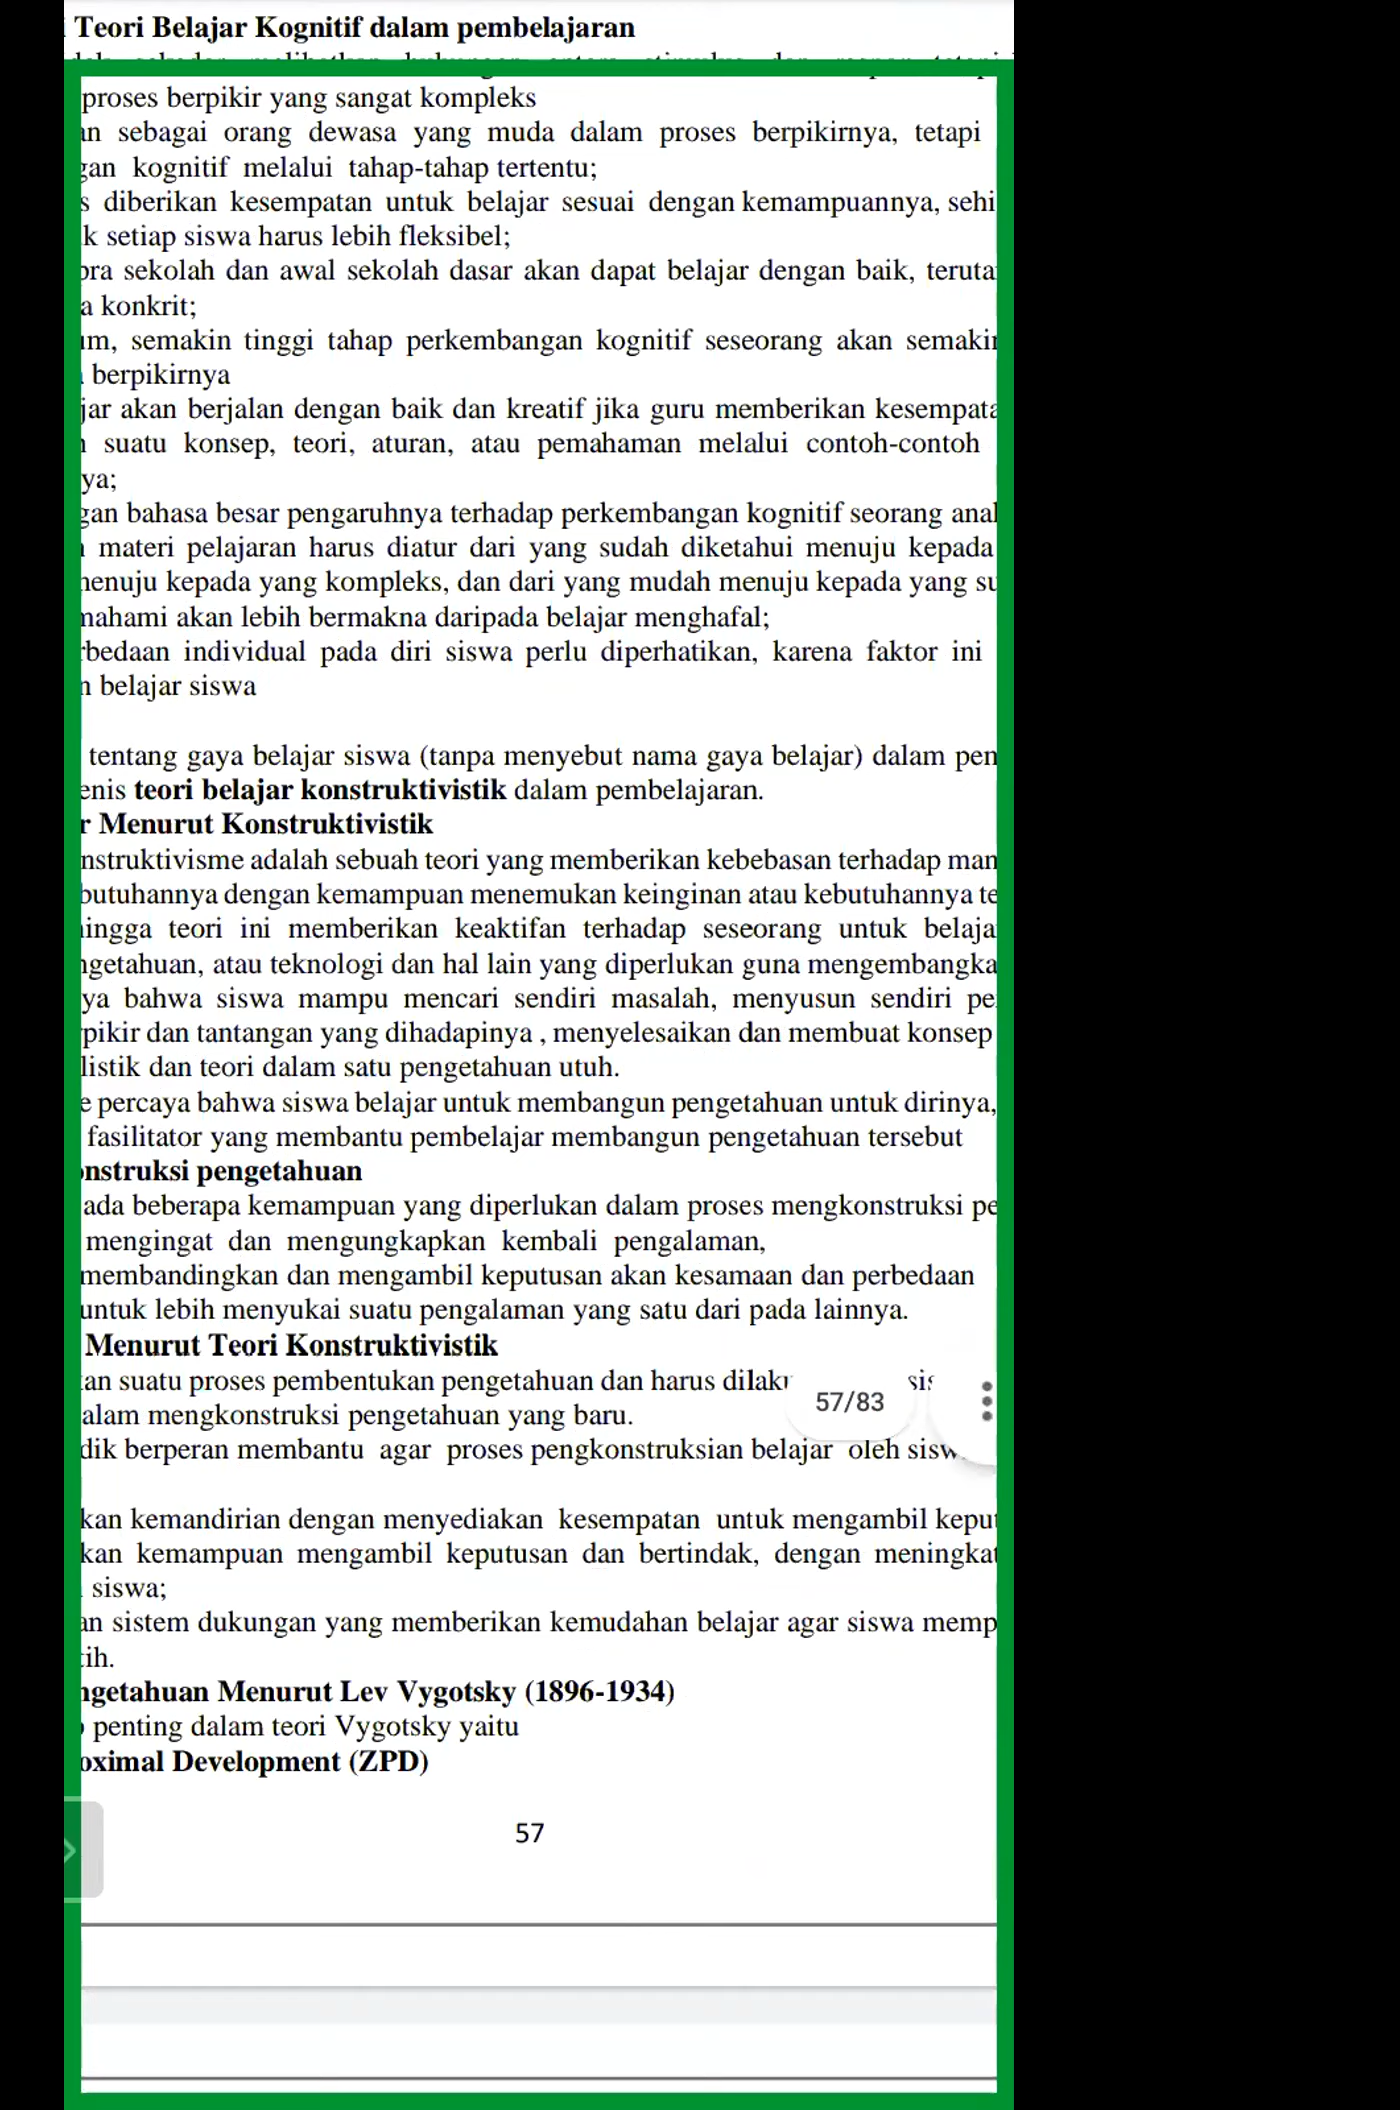 Teori Belajar Kognitif dalam pembelajaran
proses berpikir yang sangat kompleks
an sebagai orang dewasa yang muda dalam proses berpikirnya, tetapi
gan kognitif melalui tahap-tahap tertentu;
s diberikan kesempatan untuk belajar sesuai dengan kemampuannya, sehi
k setiap siswa harus lebih fleksibel;
pra sekolah dan awal sekolah dasar akan dapat belajar dengan baik, teruta
a konkrit;
um, semakin tinggi tahap perkembangan kognitif seseorang akan semakin
berpikirnya
jar akan berjalan dengan baik dan kreatif jika guru memberikan kesempata
suatu konsep, teori, aturan, atau pemahaman melalui contoh-contoh
ya;
gan bahasa besar pengaruhnya terhadap perkembangan kognitif seorang anak
materi pelajaran harus diatur dari yang sudah diketahui menuju kepada
menuju kepada yang kompleks, dan dari yang mudah menuju kepada yang su
mahami akan lebih bermakna daripada belajar menghafal;
rbedaan individual pada diri siswa perlu diperhatikan, karena faktor ini
n belajar siswa
tentang gaya belajar siswa (tanpa menyebut nama gaya belajar) dalam pen
enis teori belajar konstruktivistik dalam pembelajaran.
r Menurut Konstruktivistik
nstruktivisme adalah sebuah teori yang memberikan kebebasan terhadap man
butuhannya dengan kemampuan menemukan keinginan atau kebutuhannya te
hingga teori ini memberikan keaktifan terhadap seseorang untuk belaja
ngetahuan, atau teknologi dan hal lain yang diperlukan guna mengembangka
ya bahwa siswa mampu mencari sendiri masalah, menyusun sendiri pe
rpikir dan tantangan yang dihadapinya , menyelesaikan dan membuat konsep
listik dan teori dalam satu pengetahuan utuh.
e percaya bahwa siswa belajar untuk membangun pengetahuan untuk dirinya,
fasilitator yang membantu pembelajar membangun pengetahuan tersebut
onstruksi pengetahuan
ada beberapa kemampuan yang diperlukan dalam proses mengkonstruksi pe
mengingat dan mengungkapkan kembali pengalaman,
membandingkan dan mengambil keputusan akan kesamaan dan perbedaan
untuk lebih menyukai suatu pengalaman yang satu dari pada lainnya.
Menurut Teori Konstruktivistik
an suatu proses pembentukan pengetahuan dan harus dilaku sis
57/83
alam mengkonstruksi pengetahuan yang baru.
dik berperan membantu agar proses pengkonstruksian belajar oleh sisw
kan kemandirian dengan menyediakan kesempatan untuk mengambil keput
kan kemampuan mengambil keputusan dan bertindak, dengan meningkat
siswa;
an sistem dukungan yang memberikan kemudahan belajar agar siswa memp
tih.
ngetahuan Menurut Lev Vygotsky (1896-1934)
penting dalam teori Vygotsky yaitu
oximal Development (ZPD)
57